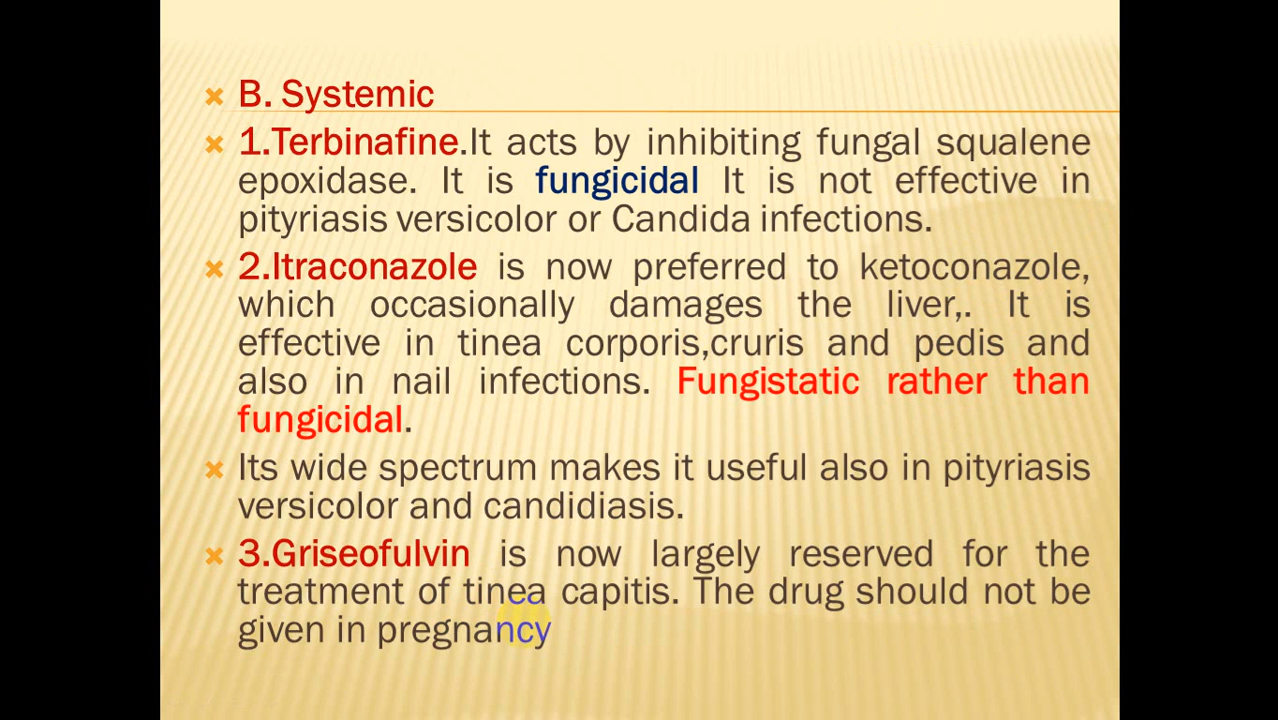 B. Systemic
1.Terbinafine.It acts by inhibiting fungal squalene
epoxidase. It is fungicidal It is not effective in
pityriasis versicolor or Candida infections.
2.Itraconazole is now preferred to ketoconazole,
which occasionally damages the liver,. It is
effective in tinea corporis,cruris and pedis and
also in nail infections. Fungistatic rather than
fungicidal.
Its wide spectrum makes it useful also in pityriasis
versicolor and candidiasis.
3.Griseofulvin is now largely reserved for the
treatment of tinea capitis. The drug should not be
given in pregnancy